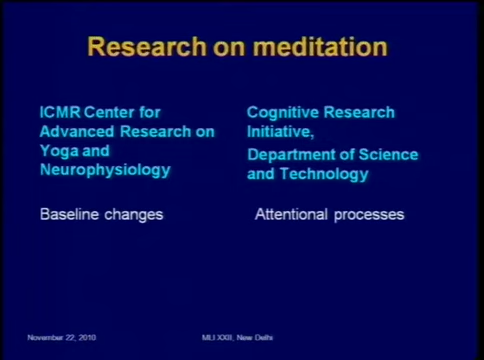 Research on meditation
ICMR Center for
Advanced Research on
Yoga and
Neurophysiology
Baseline changes
Cognitive Research
Initiative,
Department of Science
and Technology
Attentional processes
November 22, 2010
MLI XXII, New Delhi